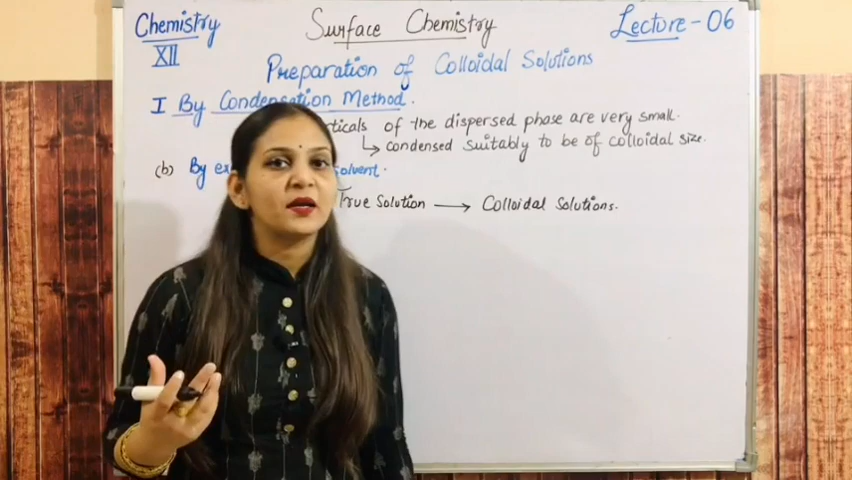 Chemistry Surface Chemistry Lecture - 06
XII
Preparation of Colloidal Solutions
I By Condensation Method.
of the dispersed phase are very small.
↳ condensed suitably to be of colloidal size.
(b) By solvent.
True Solution → Colloidal Solutions.